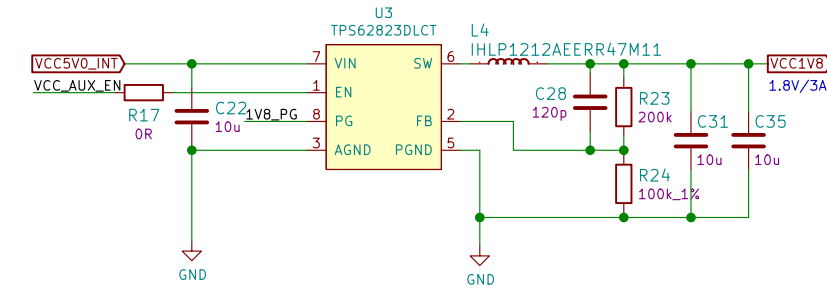 U3
TPS62823DLCT
L4
IHLP1212AEERR47M11
VCC5V0_INT
7
VIN
SW
6
VCC1V8
1.8V/3A
VCC_AUX_EN
R17
0R
1
EN
C22
10u
1V8_PG
8
PG
FB
2
C28
120p
R23
200k
C31
10u
C35
10u
3
AGND
PGND
5
R24
100k_1%
GND
GND